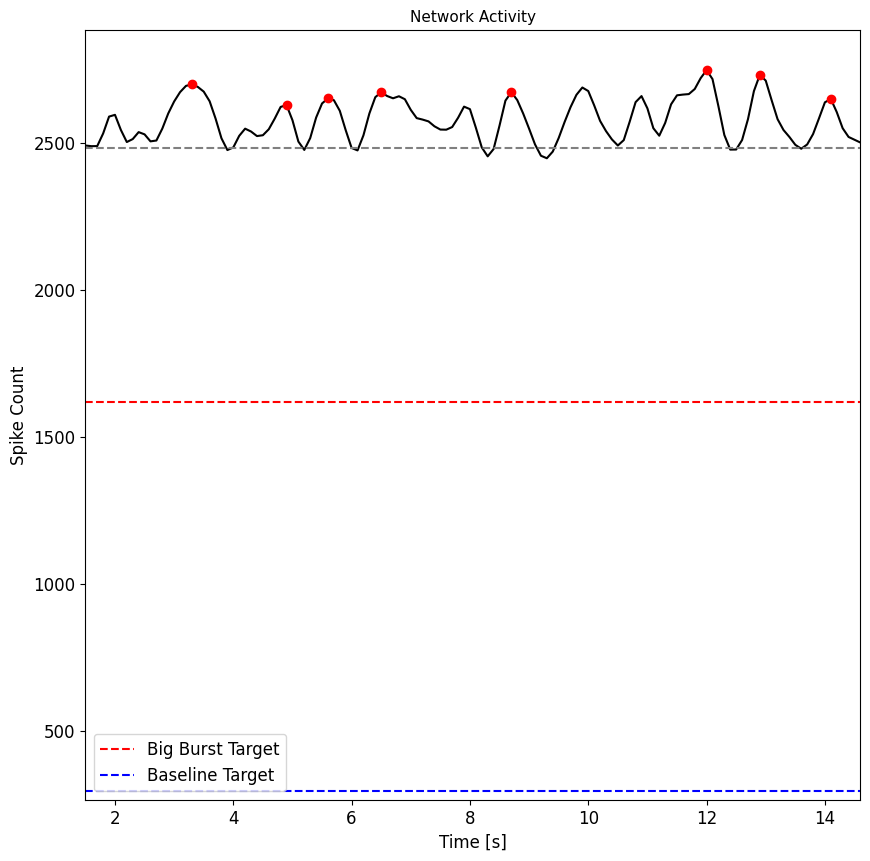 Network Activity
Spike Count
2500
2000
1500
1000
500
Big Burst Target
Baseline Target
2 4 6 8 10 12 14
Time [s]